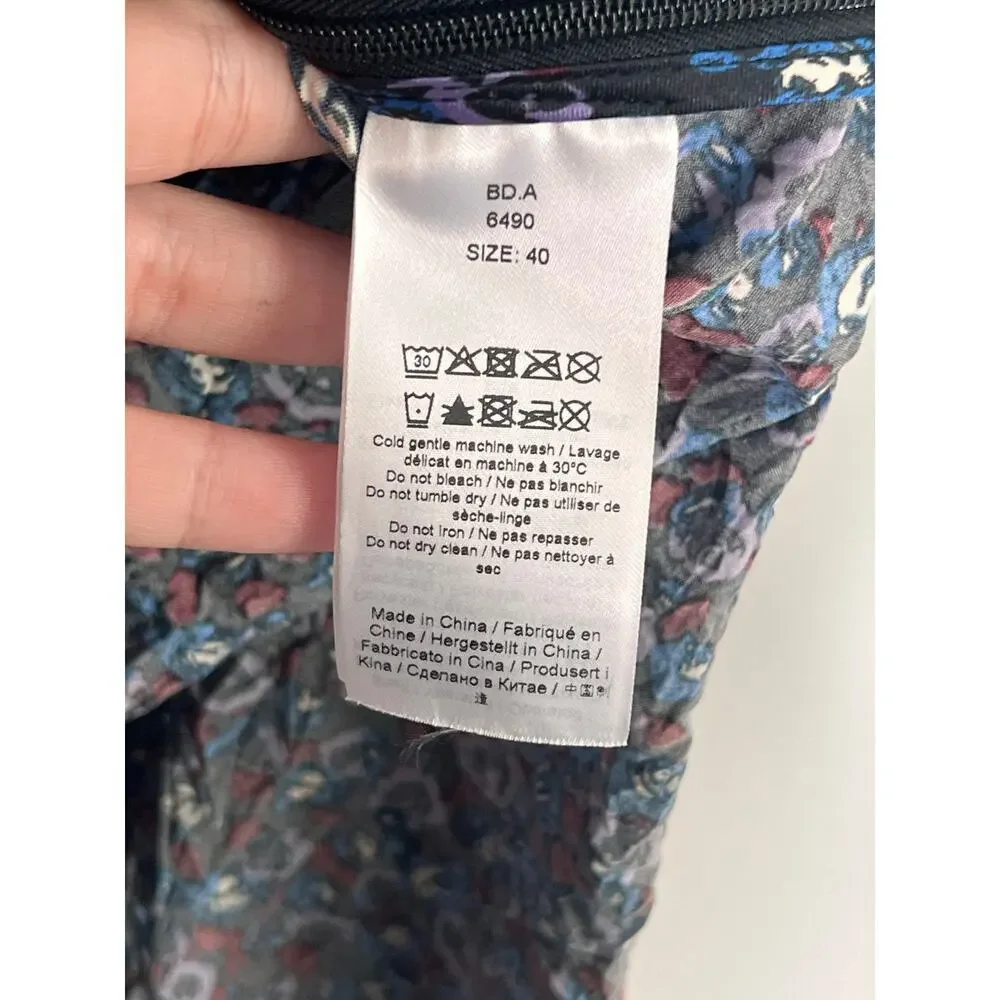 BD.A
6490
SIZE: 40
30
Cold gentle machine wash / Lavage
délicat en machine à 30°C
Do not bleach / Ne pas blanchir
Do not tumble dry / Ne pas utiliser de
sèche-linge
Do not iron / Ne pas repasser
Do not dry clean / Ne pas nettoyer à
sec
Made in China / Fabriqué en
Chine / Hergestellt in China /
Fabbricato in Cina / Produsert i
Kina / Сделано в Китае / 中国制
造